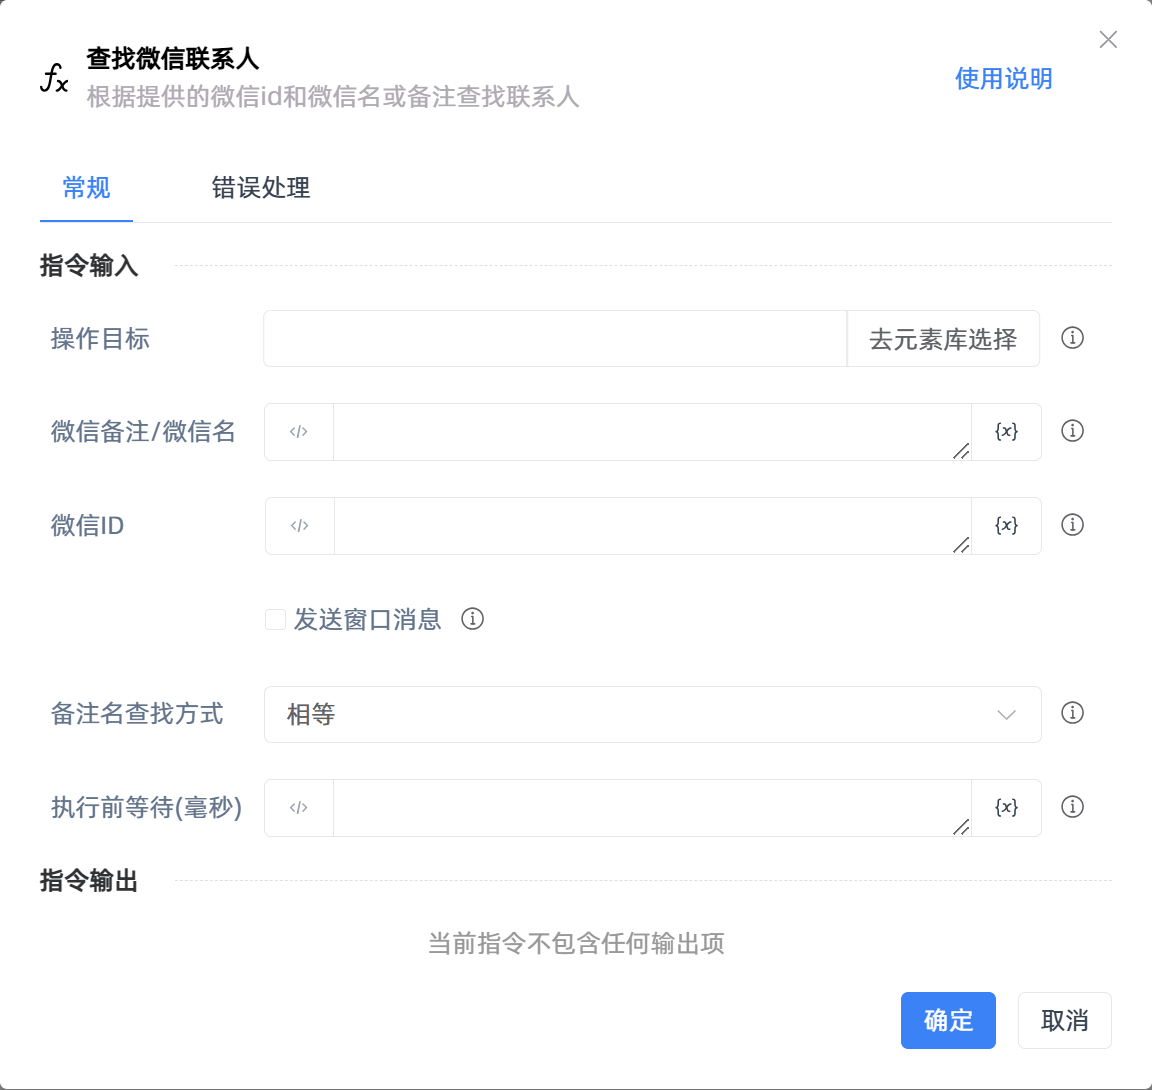 查找微信联系人
根据提供的微信id和微信名或备注查找联系人
使用说明
常规
错误处理
指令输入
操作目标
去元素库选择
微信备注/微信名
</>
{x}
微信ID
</>
{x}
发送窗口消息
备注名查找方式
相等
执行前等待(毫秒)
</>
{x}
指令输出
当前指令不包含任何输出项
确定
取消